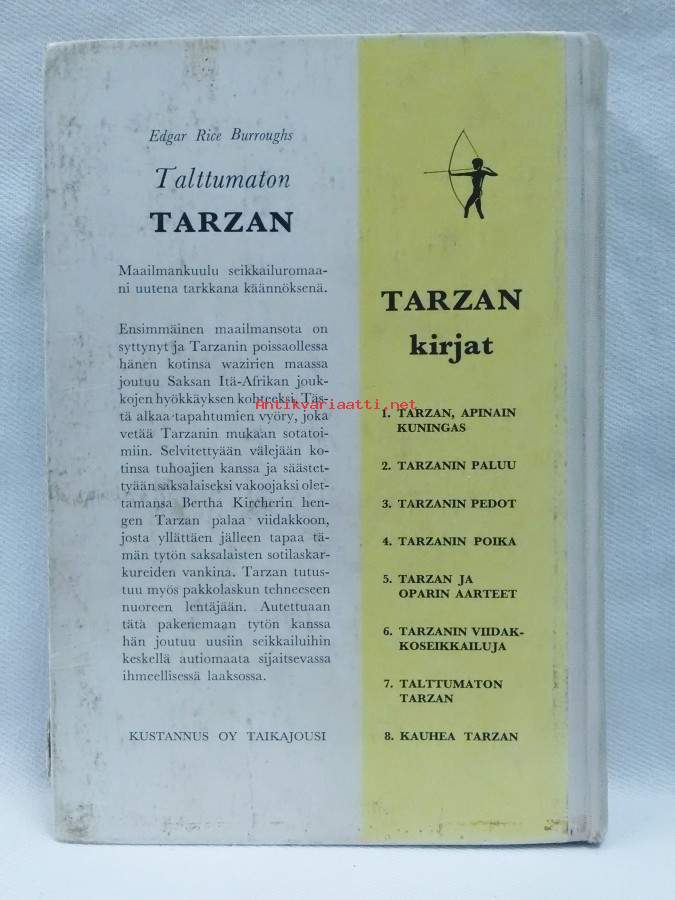 Edgar Rice Burroughs
Talttumaton
TARZAN
Maailmankuulu seikkailuromaa-
ni uutena tarkkana käännöksenä.
Ensimmäinen maailmansota on
syttynyt ja Tarzanin poissaollessa
hänen kotinsa wazirien maassa
joutuu Saksan Itä-Afrikan jouk-
kojen hyökkäyksen kohteeksi. Täs-
tä alkaa tapahtumien vyöry, joka
vetää Tarzanin mukaan sotatoi-
miin. Selvitettyään välejään ko-
tinsa tuhoajien kanssa ja säästet-
tyään saksalaiseksi vakoojaksi olet-
tamansa Bertha Kircherin hen-
gen Tarzan palaa viidakkoon,
josta yllättäen jälleen tapaa tä-
män tytön saksalaisten sotilaskar-
kureiden vankina. Tarzan tutus-
tuu myös pakkolaskun tehneeseen
nuoreen lentäjään. Autettuaan
tätä pakenemaan tytön kanssa
hän joutuu uusiin seikkailuihin
keskellä autiomaata sijaitsevassa
ihmeellisessä laaksossa.
KUSTANNUS OY TAIKAJOUSI
TARZAN
kirjat
1. TARZAN, APINAIN
KUNINGAS
2. TARZANIN PALUU
3. TARZANIN PEDOT
4. TARZANIN POIKA
5. TARZAN JA
OPARIN AARTEET
6. TARZANIN VIIDAK-
KOSEIKKAILUJA
7. TALTTUMATON
TARZAN
8. KAUHEA TARZAN
Antikvariaatti.net